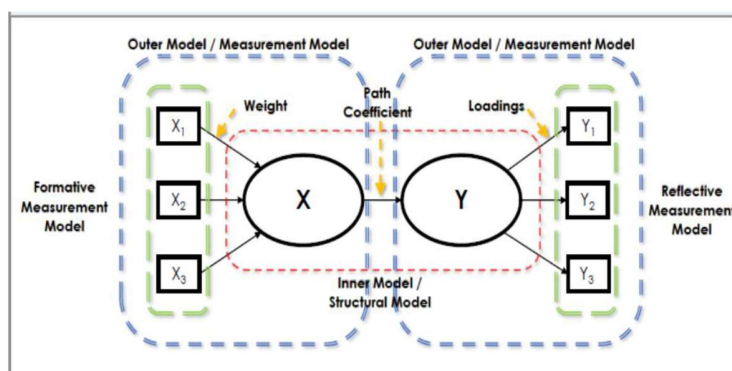 Outer Model / Measurement Model
Outer Model / Measurement Model
Weight
Path
Coefficient
Loadings
X1
X2
X3
Formative
Measurement
Model
X
Y
Y1
Y2
Y3
Reflective
Measurement
Model
Inner Model /
Structural Model